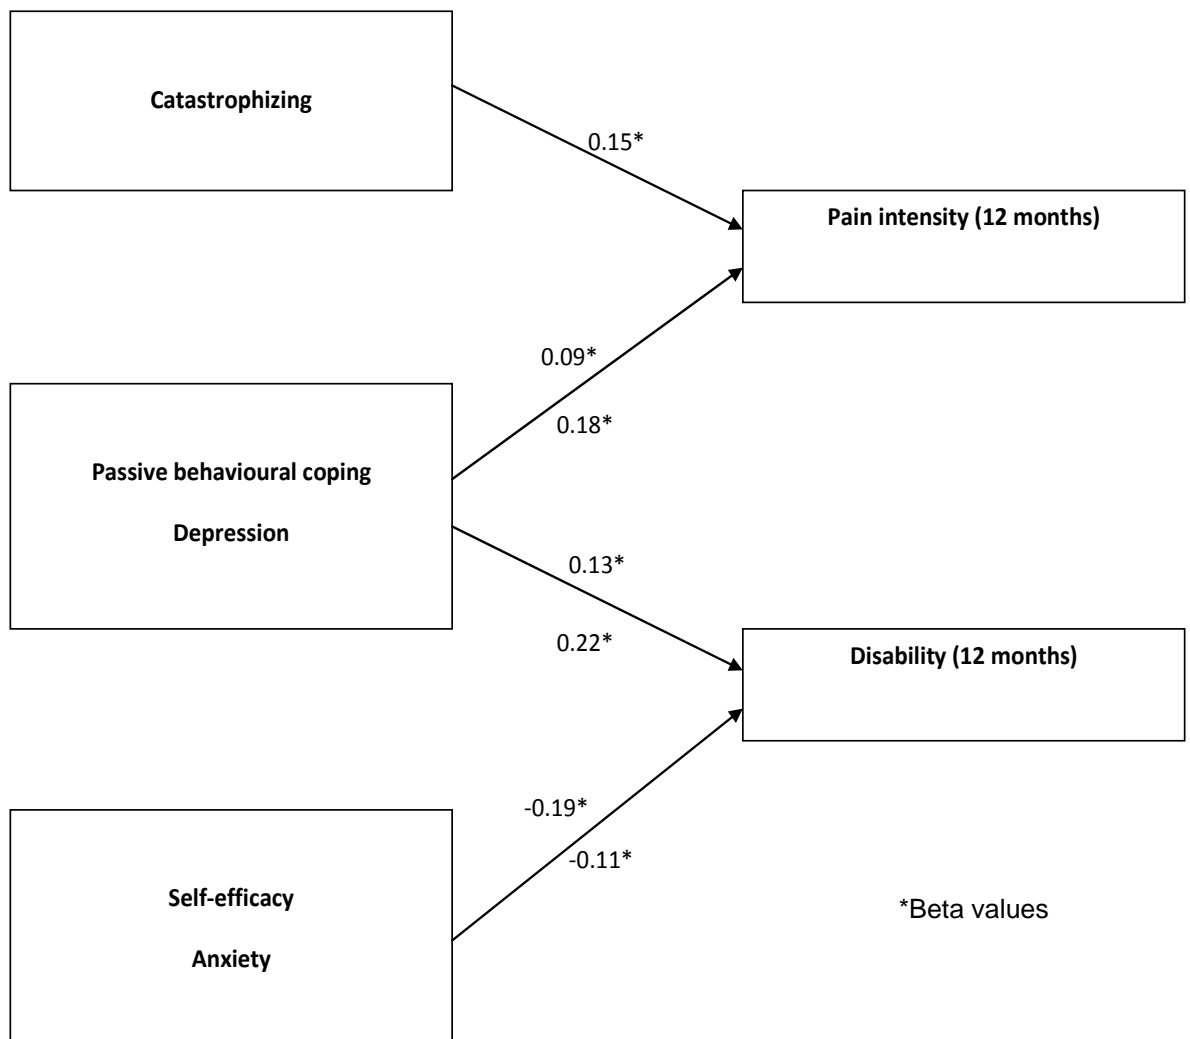 Catastrophizing
0.15*
Pain intensity (12 months)
0.09*
0.18*
Passive behavioural coping
Depression
0.13*
0.22*
Disability (12 months)
-0.19*
-0.11*
Self-efficacy
Anxiety
*Beta values